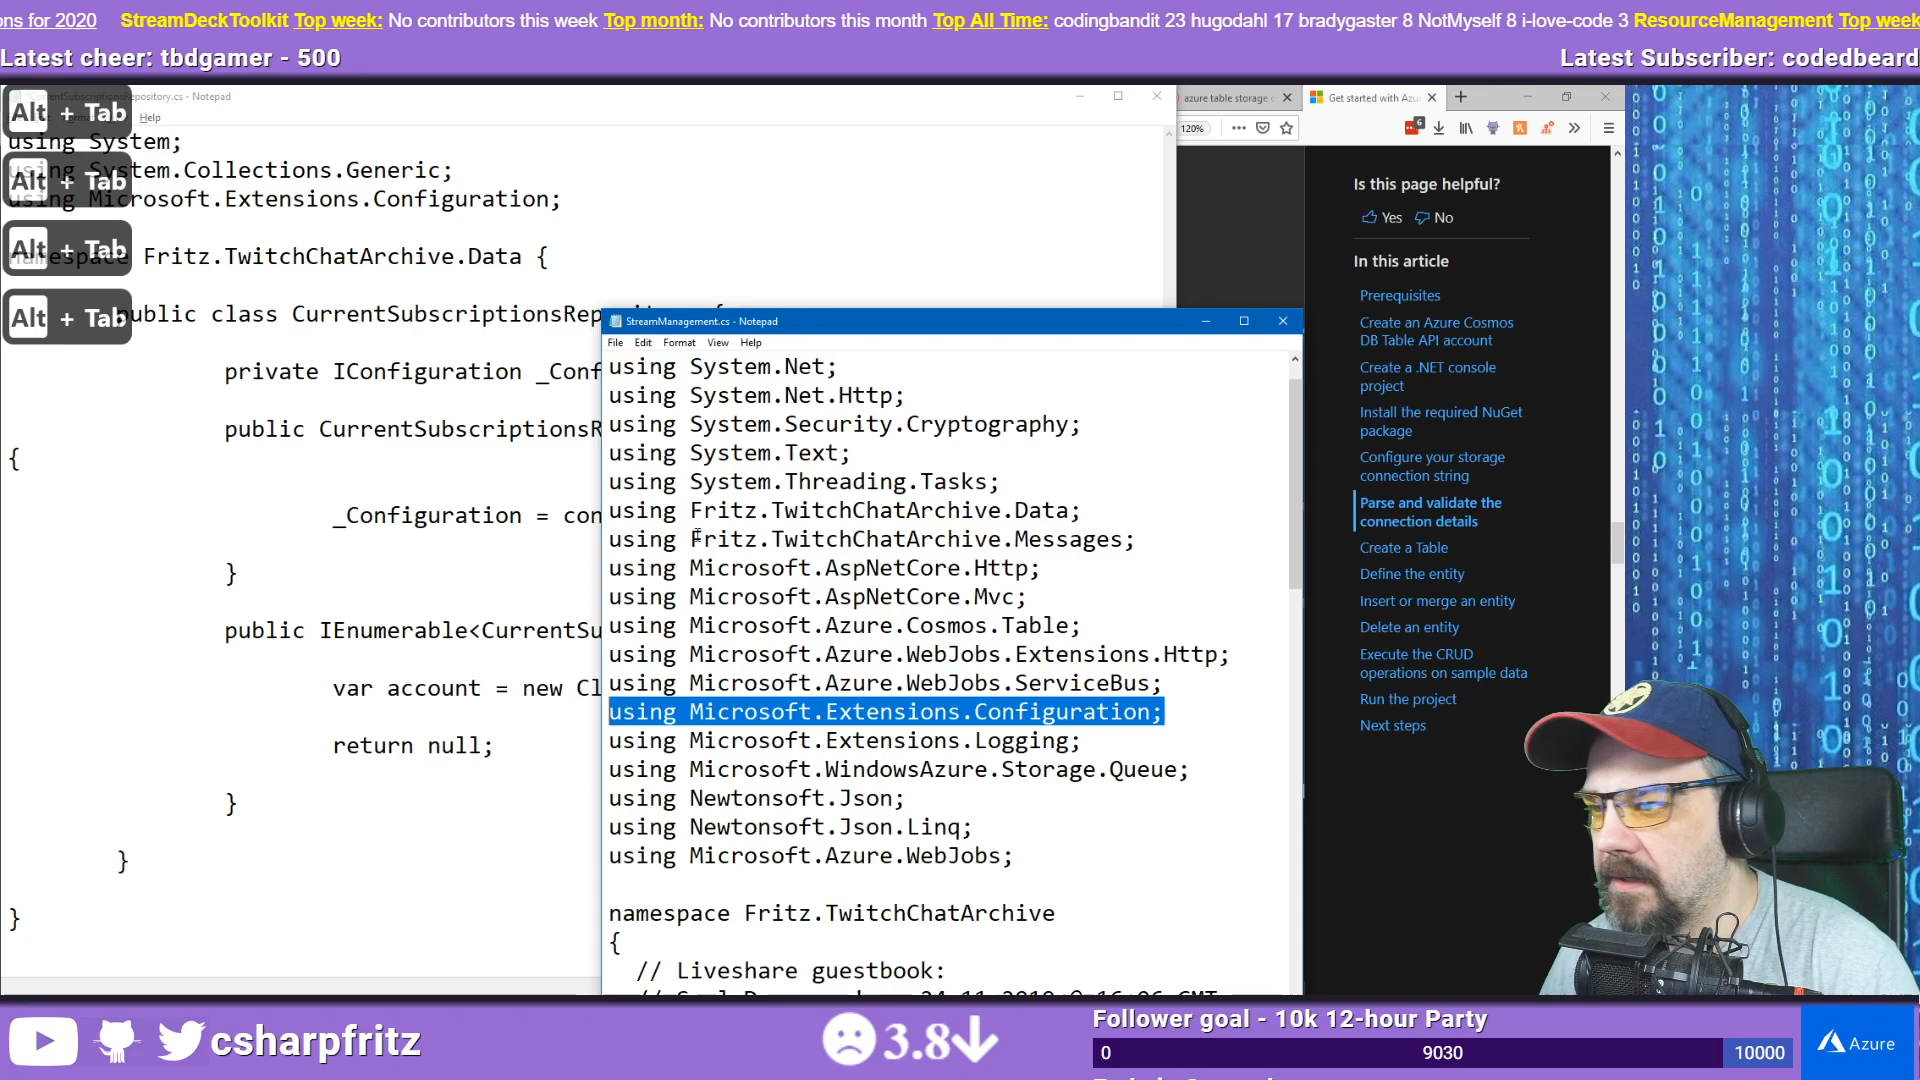 ons for 2020 StreamDeckToolkit Top week: No contributors this week Top month: No contributors this month Top All Time: codingbandit 23 hugodahl 17 bradygaster 8 NotMyself 8 i-love-code 3 ResourceManagement Top week
Latest cheer: tbdgamer - 500
Latest Subscriber: codedbeard
Alt + Tab
Alt + Tab
Alt + Tab
Alt + Tab
CurrentSubscriptionsRepository.cs - Notepad
Help
using System;
using System.Collections.Generic;
using Microsoft.Extensions.Configuration;
namespace Fritz.TwitchChatArchive.Data {
public class CurrentSubscriptionsRep
private IConfiguration _Conf
public CurrentSubscriptionsR
{
_Configuration = con
}
public IEnumerable<CurrentSu
var account = new Cl
return null;
}
}
}
StreamManagement.cs - Notepad
File Edit Format View Help
using System.Net;
using System.Net.Http;
using System.Security.Cryptography;
using System.Text;
using System.Threading.Tasks;
using Fritz.TwitchChatArchive.Data;
using Fritz.TwitchChatArchive.Messages;
using Microsoft.AspNetCore.Http;
using Microsoft.AspNetCore.Mvc;
using Microsoft.Azure.Cosmos.Table;
using Microsoft.Azure.WebJobs.Extensions.Http;
using Microsoft.Azure.WebJobs.ServiceBus;
using Microsoft.Extensions.Configuration;
using Microsoft.Extensions.Logging;
using Microsoft.WindowsAzure.Storage.Queue;
using Newtonsoft.Json;
using Newtonsoft.Json.Linq;
using Microsoft.Azure.WebJobs;
namespace Fritz.TwitchChatArchive
{
// Liveshare guestbook:
azure table storage
Get started with Azu
120%
6
Is this page helpful?
Yes No
In this article
Prerequisites
Create an Azure Cosmos
DB Table API account
Create a .NET console
project
Install the required NuGet
package
Configure your storage
connection string
Parse and validate the
connection details
Create a Table
Define the entity
Insert or merge an entity
Delete an entity
Execute the CRUD
operations on sample data
Run the project
Next steps
csharpfritz
3.8
Follower goal - 10k 12-hour Party
0 9030 10000
Azure